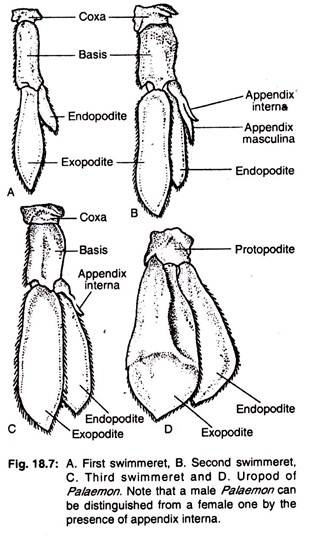 Coxa
Basis
Endopodite
Exopodite
A
B
Appendix
interna
Appendix
masculina
Endopodite
Coxa
Basis
Appendix
interna
Endopodite
Exopodite
C
Protopodite
Endopodite
Exopodite
D
Fig. 18.7: A. First swimmeret, B. Second swimmeret,
C. Third swimmeret and D. Uropod of
Palaemon. Note that a male Palaemon can
be distinguished from a female one by the
presence of appendix interna.